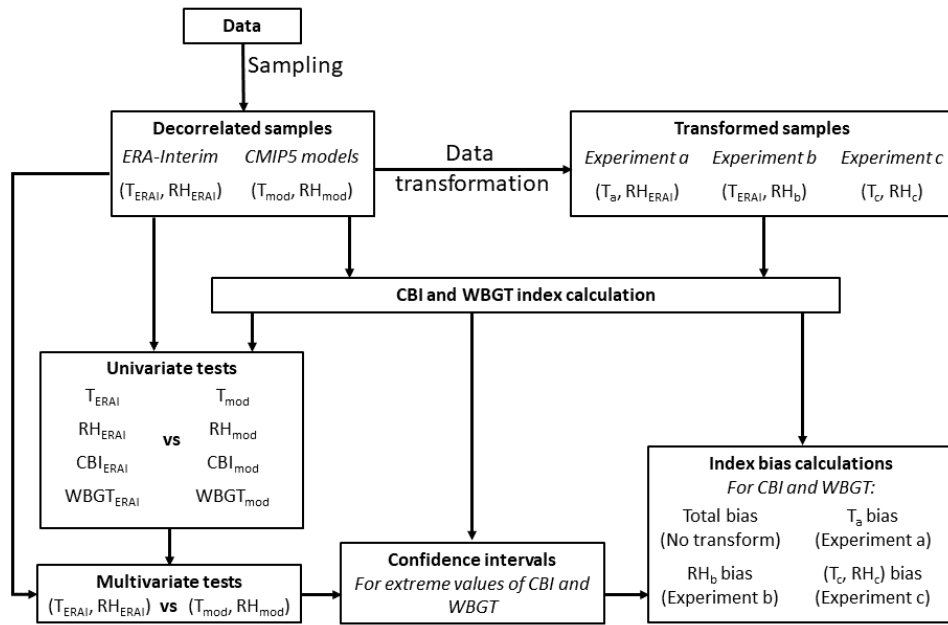 Data
Sampling
Decorrelated samples
ERA-Interim CMIP5 models
(T_ERAI, RH_ERAI) (T_mod, RH_mod)
Data
transformation
Transformed samples
Experiment a Experiment b Experiment c
(T_a, RH_ERAI) (T_ERAI, RH_b) (T_c, RH_c)
CBI and WBGT index calculation
Univariate tests
T_ERAI T_mod
RH_ERAI vs RH_mod
CBI_ERAI CBI_mod
WBGT_ERAI WBGT_mod
Multivariate tests
(T_ERAI, RH_ERAI) vs (T_mod, RH_mod)
Confidence intervals
For extreme values of CBI and
WBGT
Index bias calculations
For CBI and WBGT:
Total bias T_a bias
(No transform) (Experiment a)
RH_b bias (T_c, RH_c) bias
(Experiment b) (Experiment c)